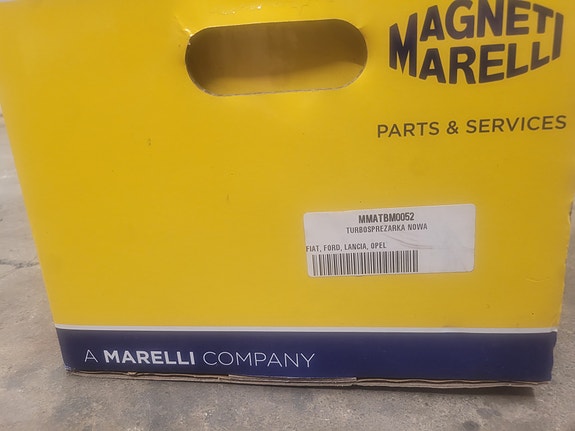 MAGNETI
MARELLI
PARTS & SERVICES
MMATBM0052
TURBOSPREZARKA NOWA
FIAT, FORD, LANCIA, OPEL
A MARELLI COMPANY